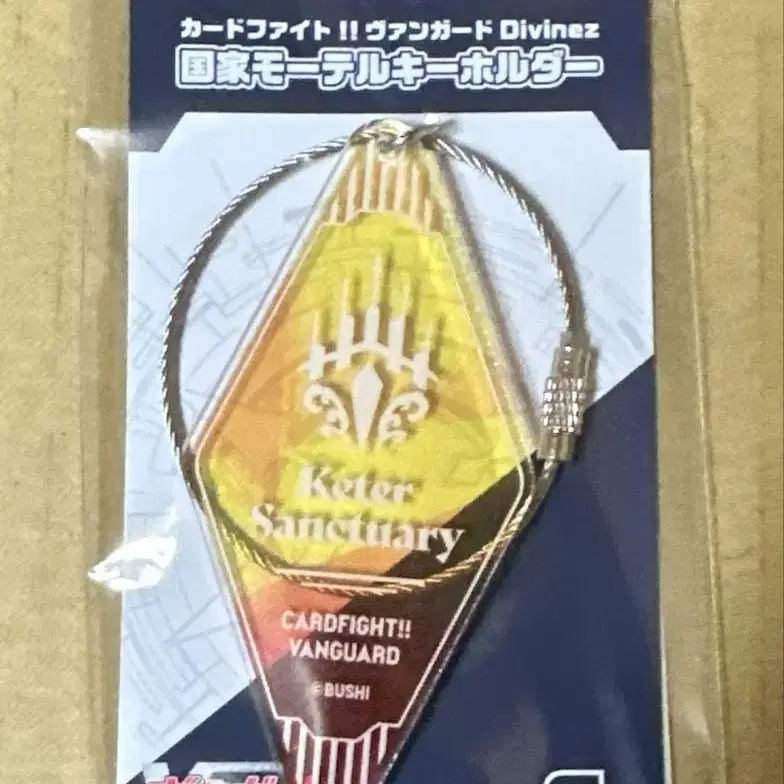 カードファイト!! ヴァンガード Divinez
国家モーテルキーホルダー
Keter
Sanctuary
CARDFIGHT!!
VANGUARD
©BUSHI